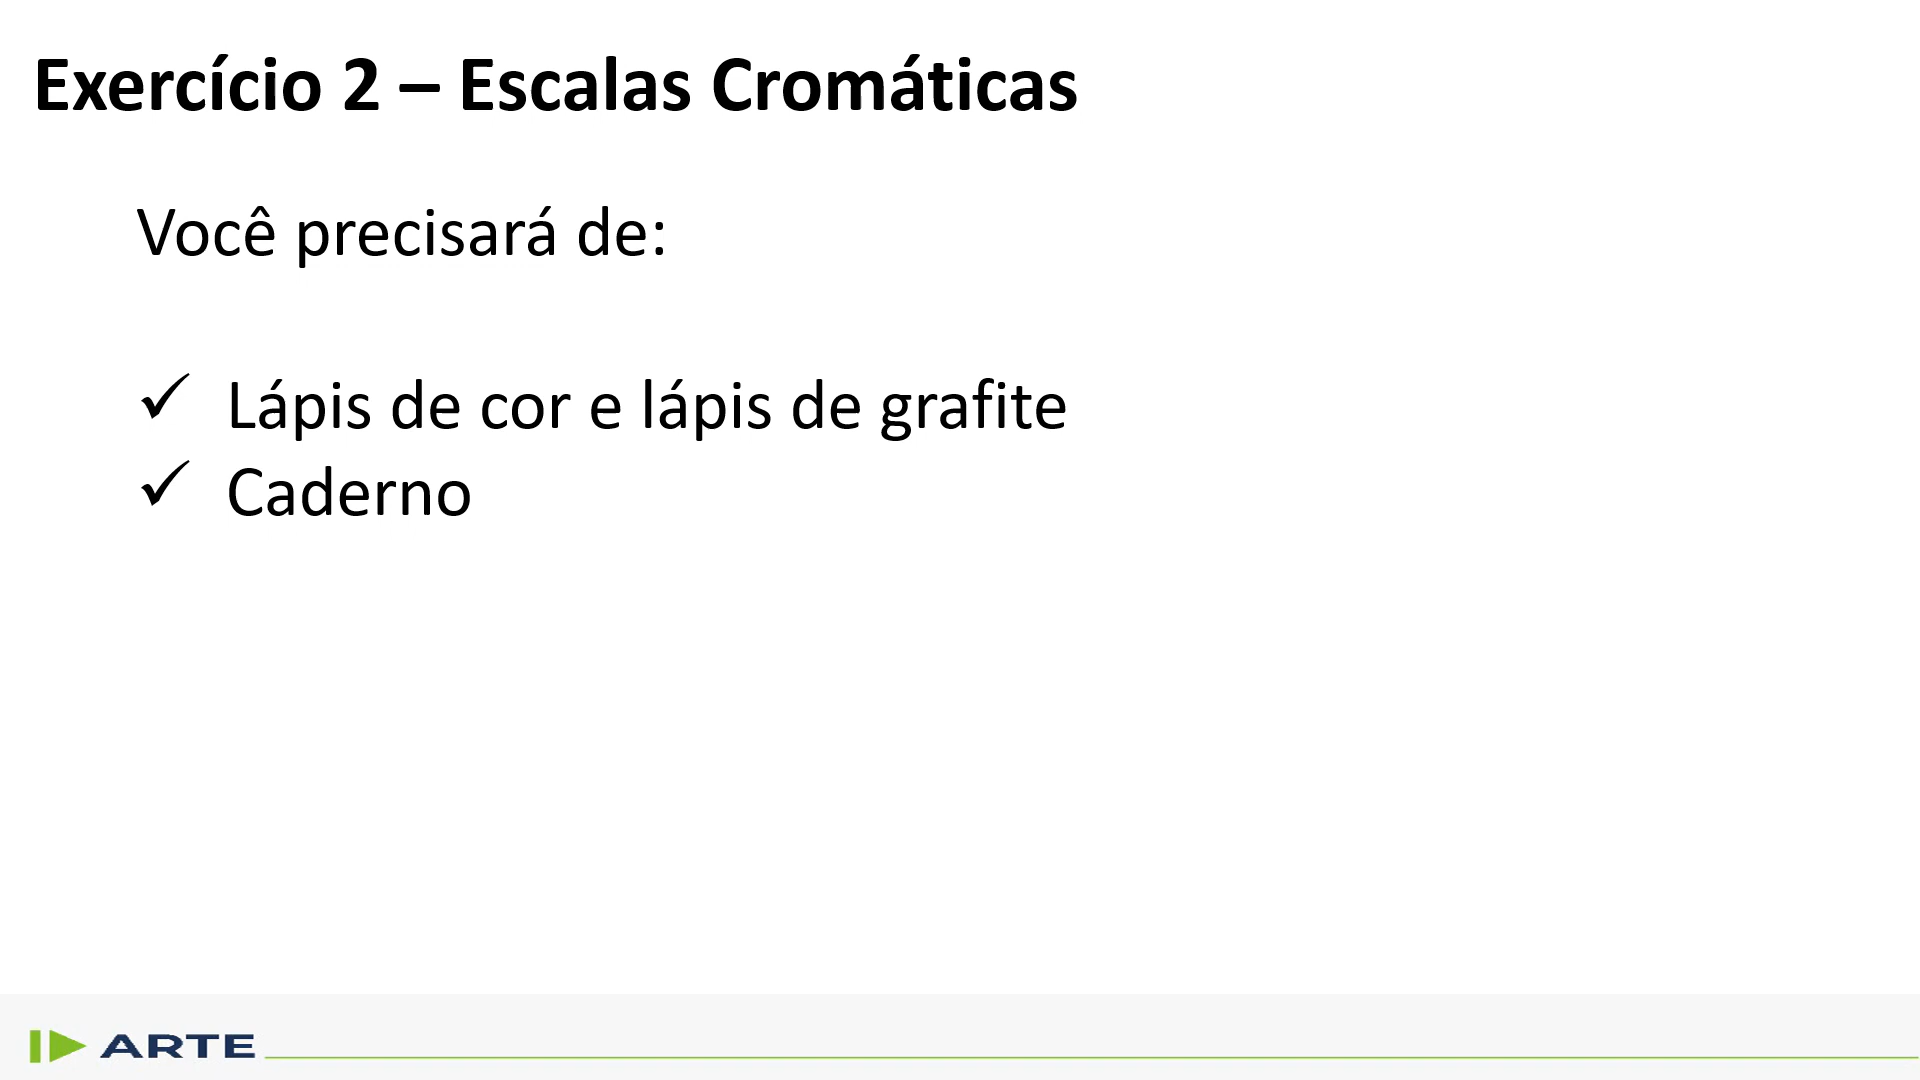 Exercício 2 – Escalas Cromáticas
Você precisará de:
✓ Lápis de cor e lápis de grafite
✓ Caderno
ARTE